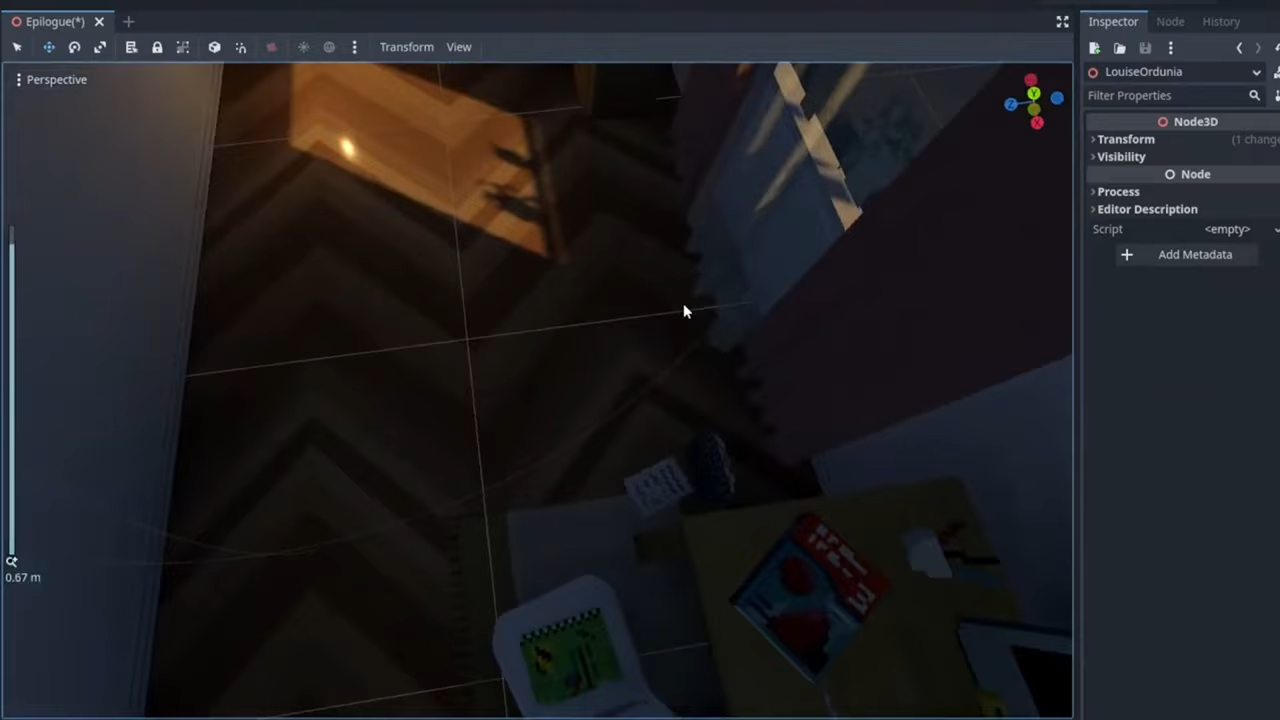 Epilogue(*)
Transform View
Perspective
0.67 m
Inspector Node History
LouiseOrdunia
Filter Properties
Node3D
Transform (1 change
Visibility
Node
Process
Editor Description
Script <empty>
Add Metadata